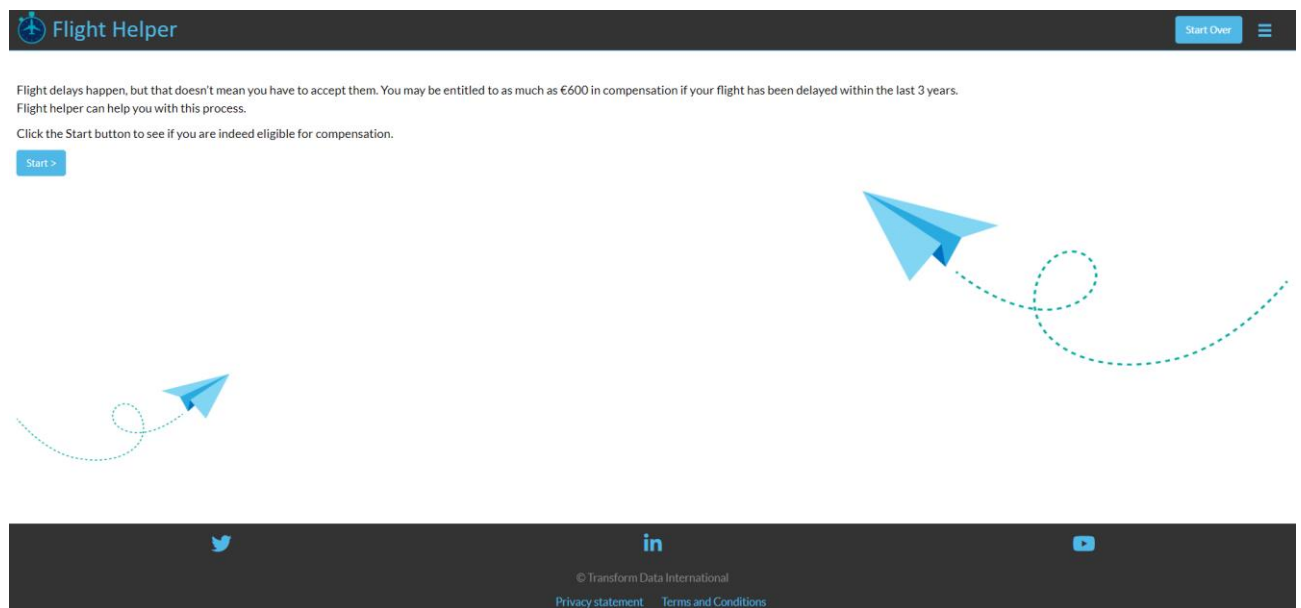 Flight Helper
Start Over
Flight delays happen, but that doesn't mean you have to accept them. You may be entitled to as much as €600 in compensation if your flight has been delayed within the last 3 years.
Flight helper can help you with this process.
Click the Start button to see if you are indeed eligible for compensation.
Start >
in
© Transform Data International
Privacy statement Terms and Conditions